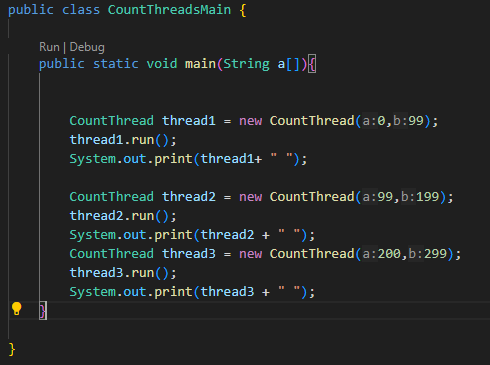 public class CountThreadsMain {
Run | Debug
public static void main(String a[]){
CountThread thread1 = new CountThread(a:0,b:99);
thread1.run();
System.out.print(thread1+ " ");
CountThread thread2 = new CountThread(a:99,b:199);
thread2.run();
System.out.print(thread2 + " ");
CountThread thread3 = new CountThread(a:200,b:299);
thread3.run();
System.out.print(thread3 + " ");
}
}